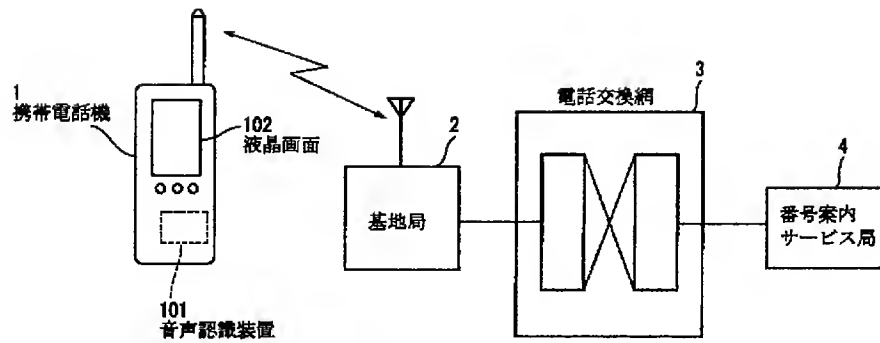 1
携帯電話機
102
液晶画面
101
音声認識装置
2
基地局
電話交換網
3
4
番号案内
サービス局